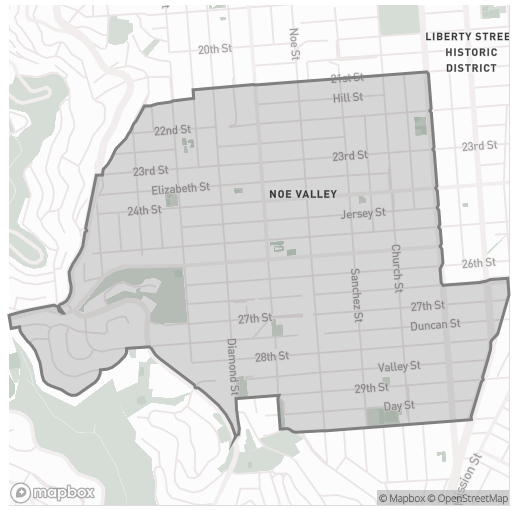 LIBERTY STREE
HISTORIC
DISTRICT
Noe St
20th St
21st St
Hill St
22nd St
23rd St
23rd St
23rd St
Elizabeth St
NOE VALLEY
24th St
Jersey St
Church St
26th St
Sanchez St
27th St
27th St
Duncan St
Diamond St
28th St
Valley St
29th St
Day St
ission St
mapbox
© Mapbox © OpenStreetMap